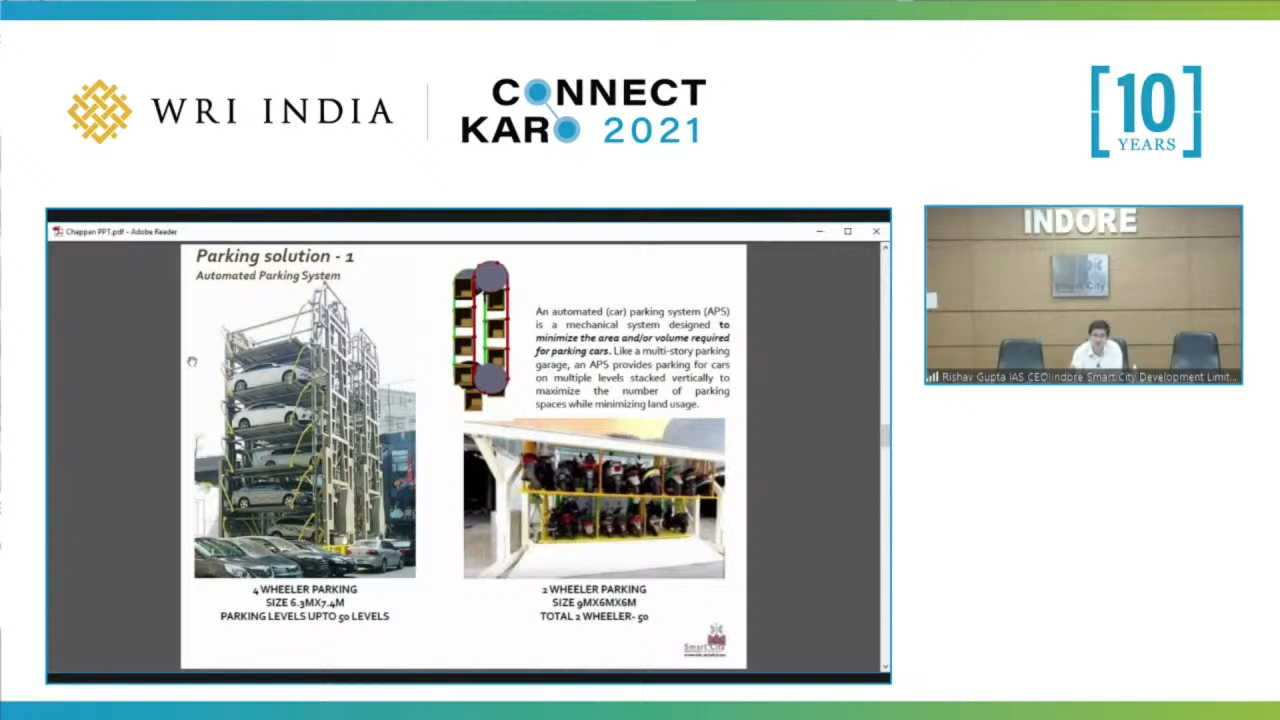 WRI INDIA
CONNECT
KARO 2021
10
YEARS
Chappan PPT.pdf - Adobe Reader
Parking solution - 1
Automated Parking System
An automated (car) parking system (APS)
is a mechanical system designed to
minimize the area and/or volume required
for parking cars. Like a multi-story parking
garage, an APS provides parking for cars
on multiple levels stacked vertically to
maximize the number of parking
spaces while minimizing land usage.
4 WHEELER PARKING
SIZE 6.3MX7.4M
PARKING LEVELS UPTO 50 LEVELS
2 WHEELER PARKING
SIZE 9MX6MX6M
TOTAL 2 WHEELER- 50
Smart City
INDORE
Smart City
Rishav Gupta IAS CEO Indore Smart City Development Limit...